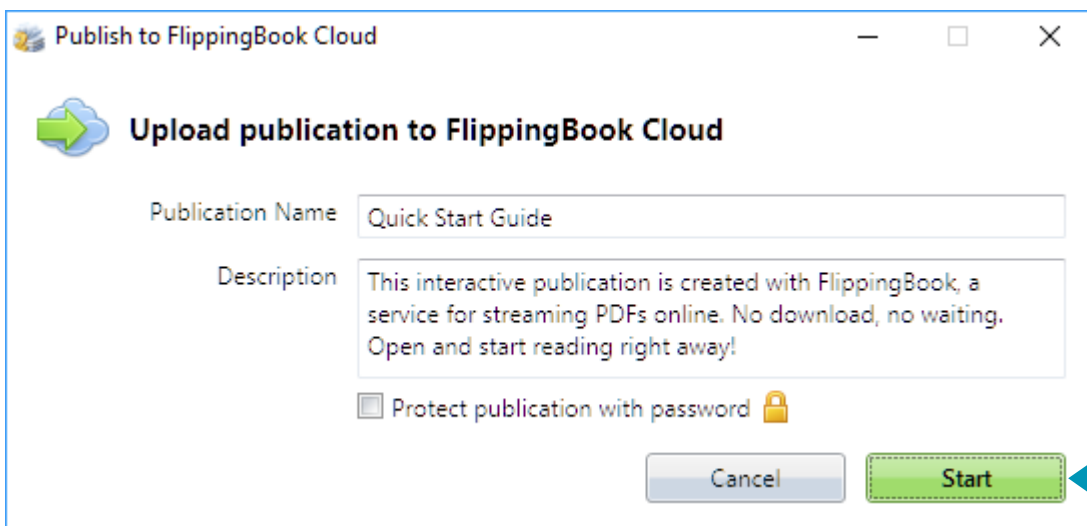 Publish to FlippingBook Cloud
Upload publication to FlippingBook Cloud
Publication Name Quick Start Guide
Description This interactive publication is created with FlippingBook, a
service for streaming PDFs online. No download, no waiting.
Open and start reading right away!
Protect publication with password
Cancel Start